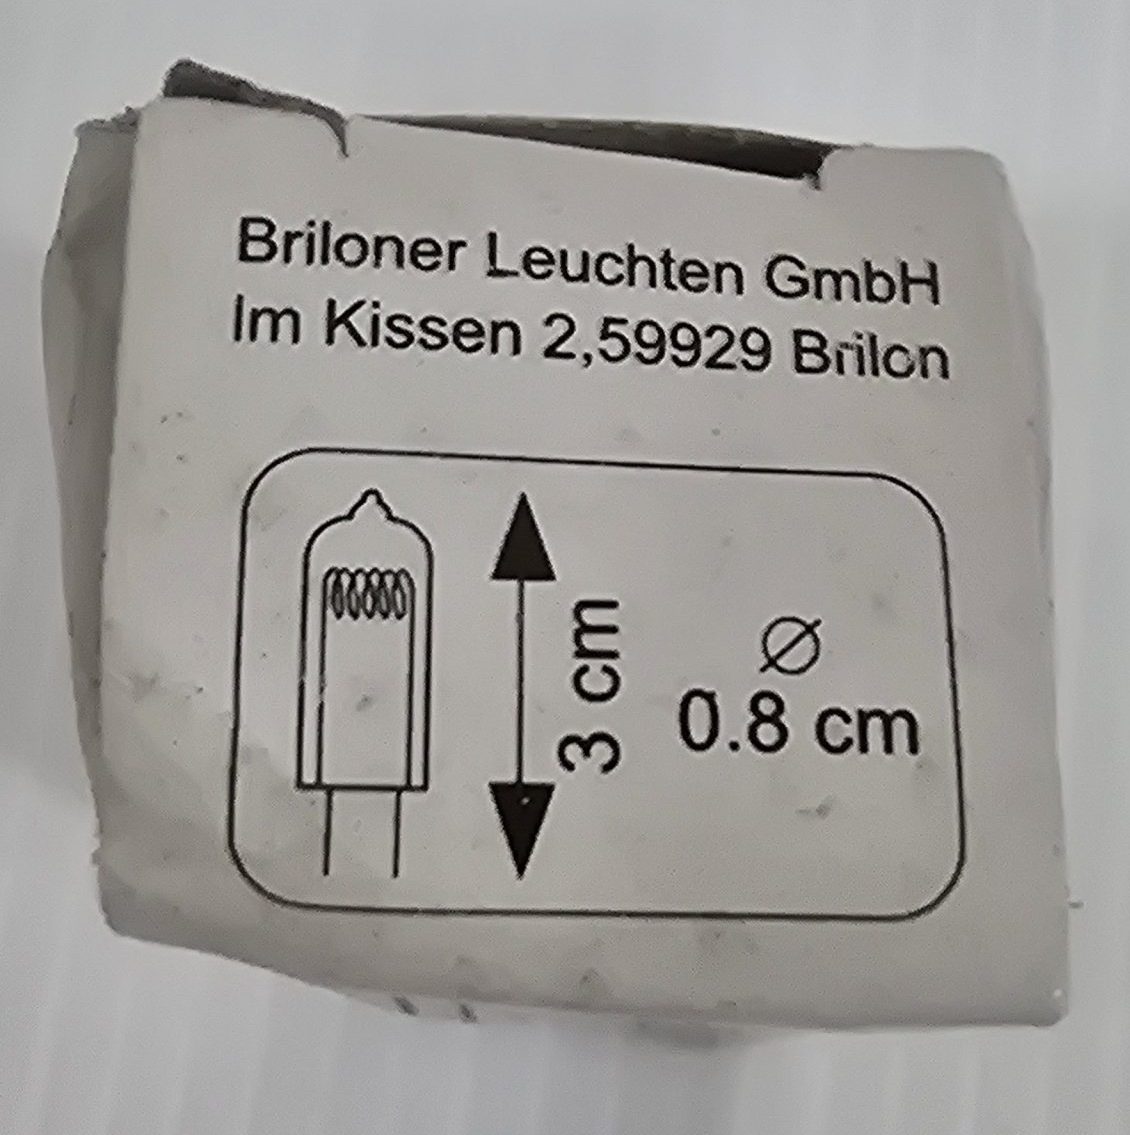 Briloner Leuchten GmbH
Im Kissen 2,59929 Brilon
3 cm
Ø
0.8 cm